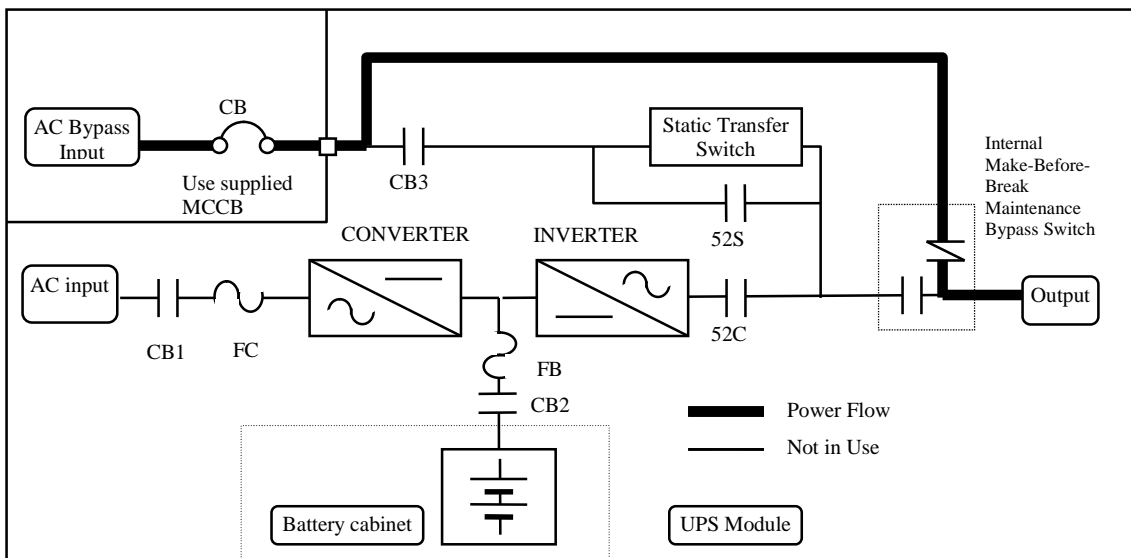 CB
AC Bypass
Input
Use supplied
MCCB
CB3
Static Transfer
Switch
52S
Internal
Make-Before-
Break
Maintenance
Bypass Switch
CONVERTER
INVERTER
AC input
CB1
FC
52C
Output
FB
CB2
Power Flow
Not in Use
Battery cabinet
UPS Module